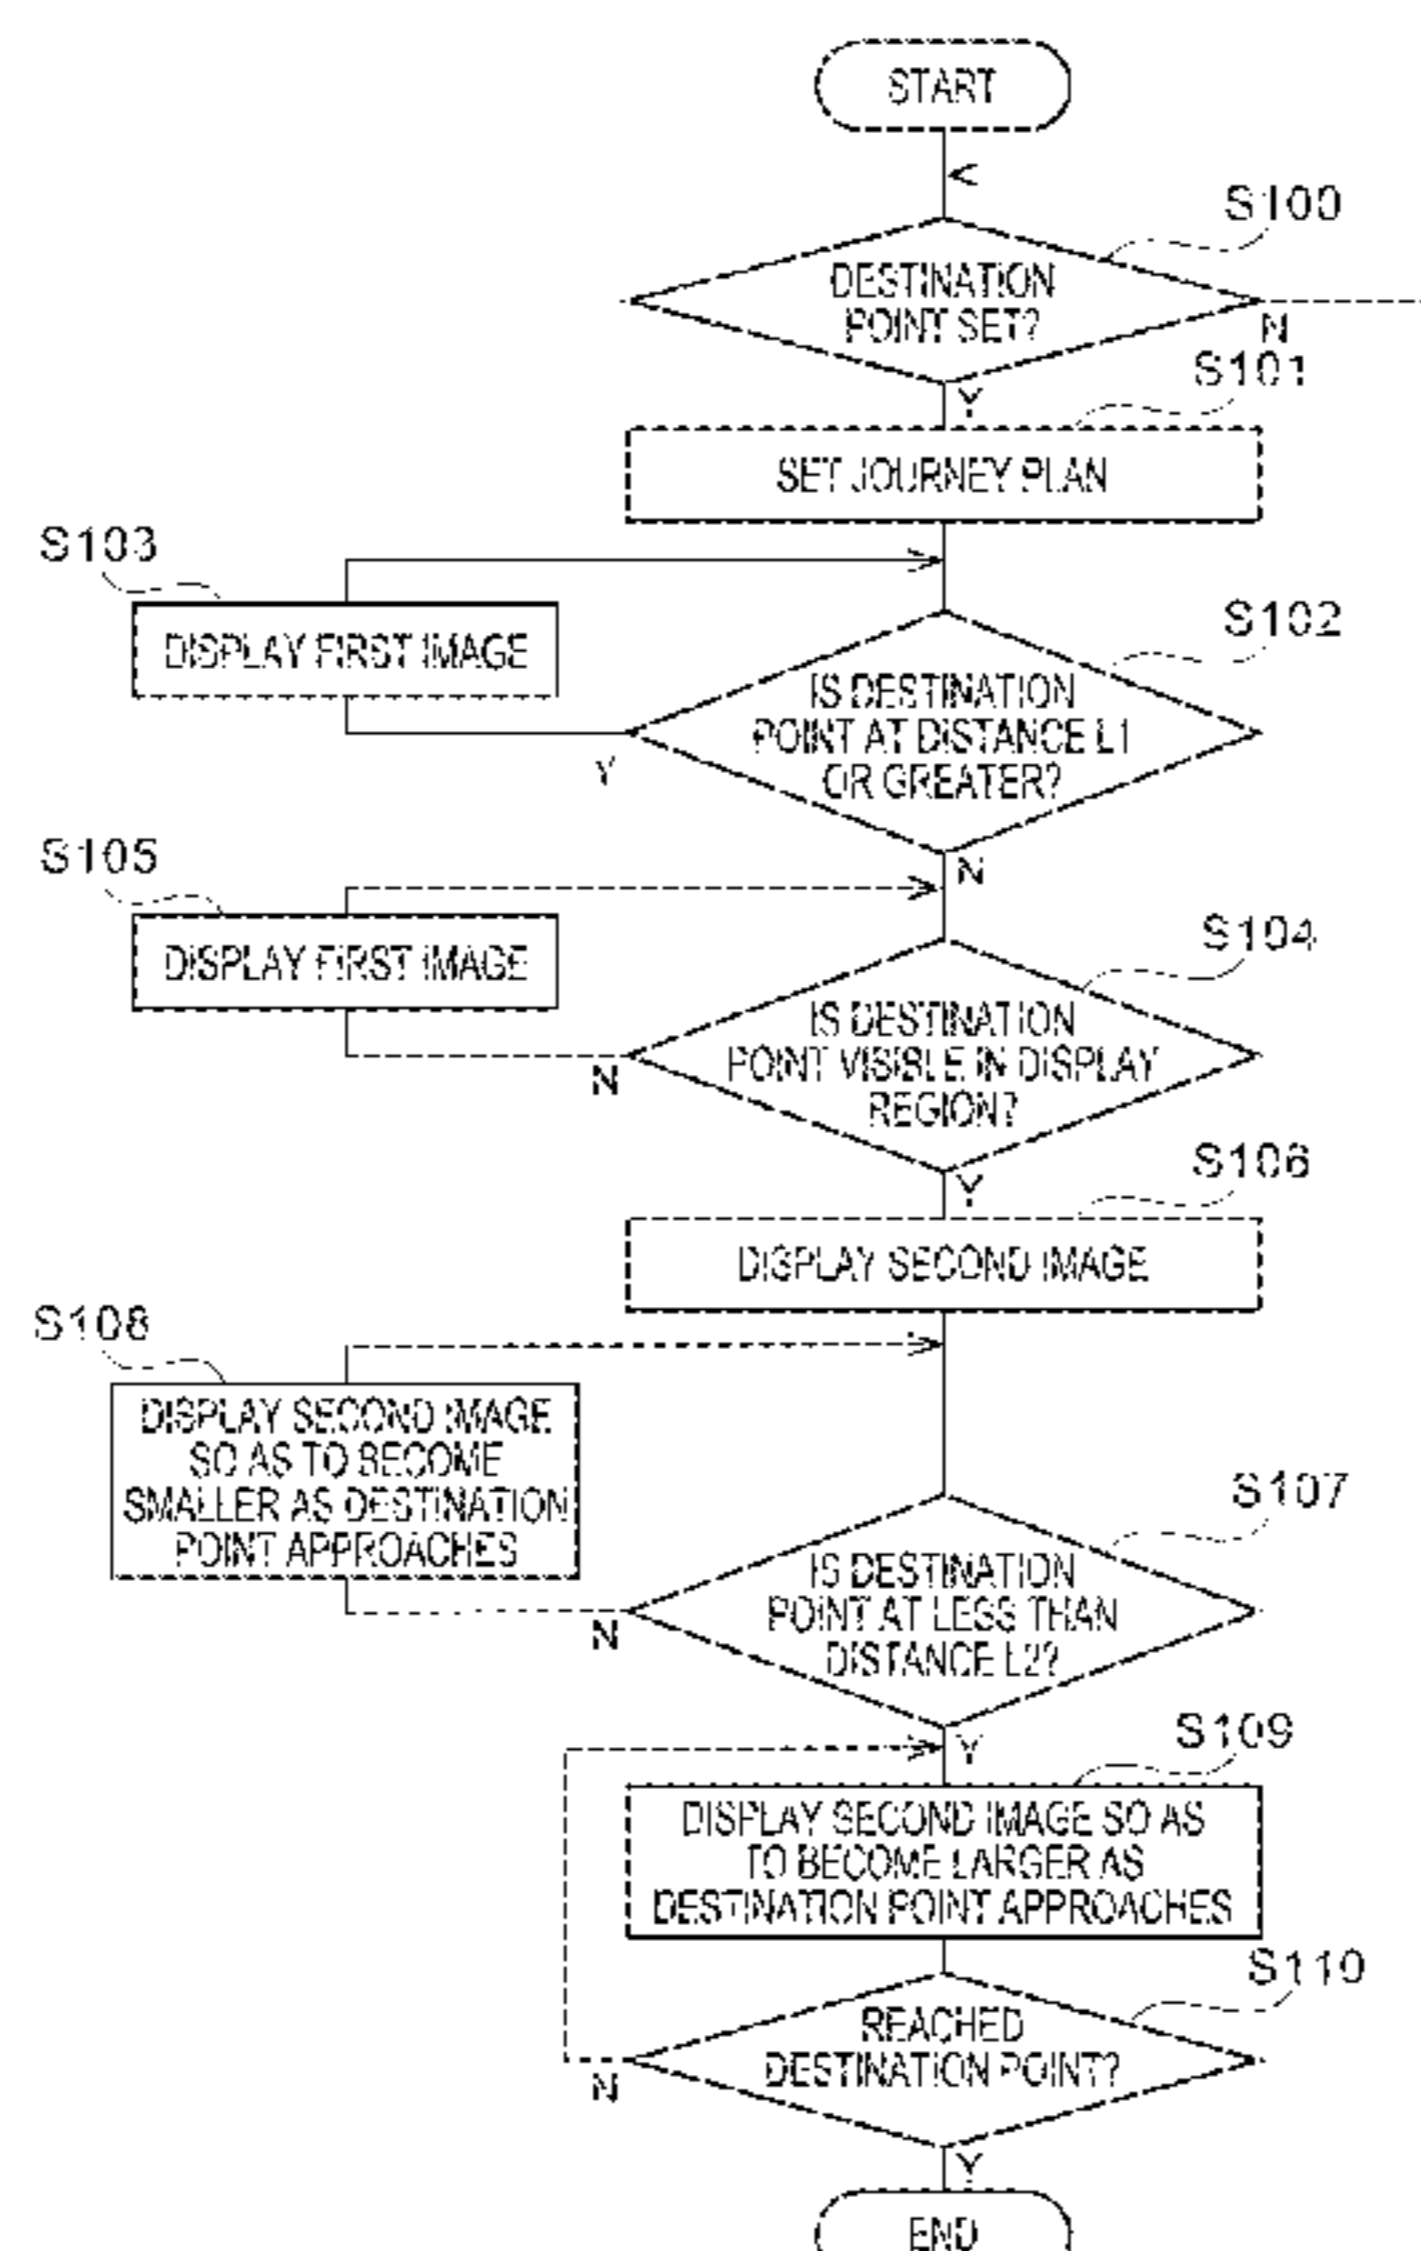 START
S100
DESTINATION
POINT SET?
N
S101
Y
SET JOURNEY PLAN
S103
DISPLAY FIRST IMAGE
S102
IS DESTINATION
POINT AT DISTANCE L1
OR GREATER?
Y
N
S105
DISPLAY FIRST IMAGE
S104
IS DESTINATION
POINT VISIBLE IN DISPLAY
REGION?
N
Y
S106
DISPLAY SECOND IMAGE
S108
DISPLAY SECOND IMAGE
SO AS TO BECOME
SMALLER AS DESTINATION
POINT APPROACHES
S107
IS DESTINATION
POINT AT LESS THAN
DISTANCE L2?
N
Y
S109
DISPLAY SECOND IMAGE SO AS
TO BECOME LARGER AS
DESTINATION POINT APPROACHES
S110
REACHED
DESTINATION POINT?
N
Y
END